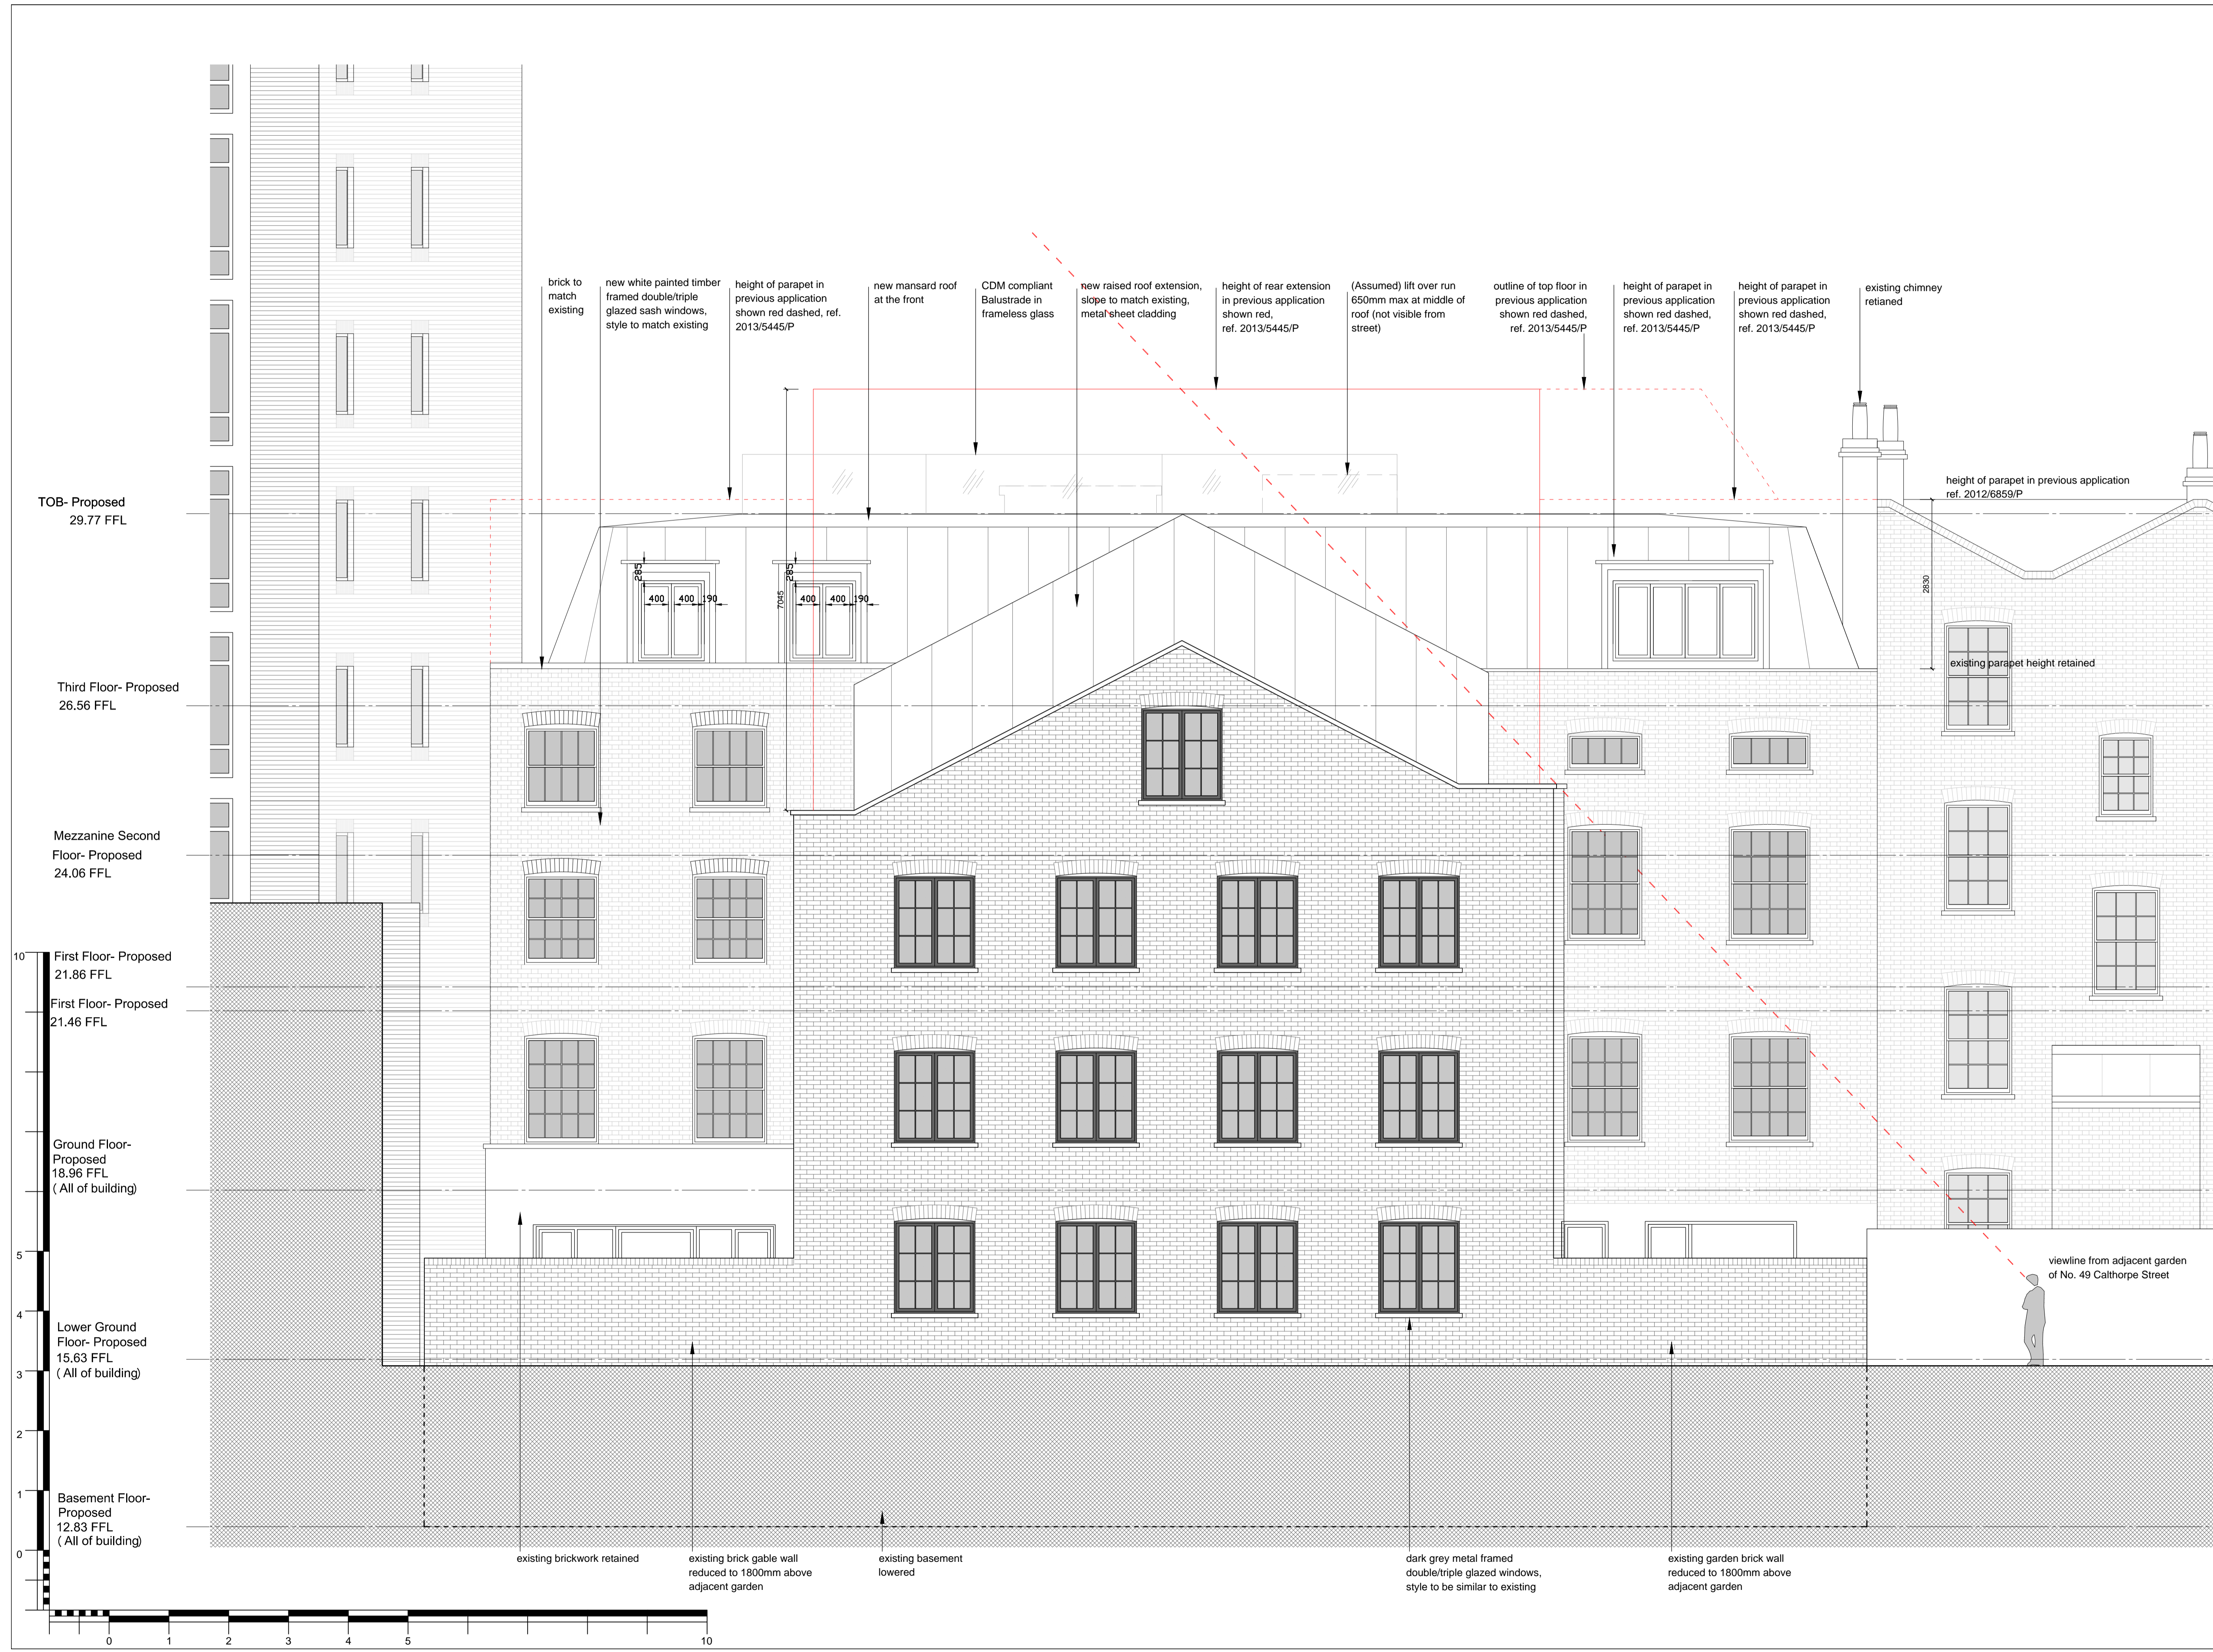 brick to
match
existing
new white painted timber
framed double/triple
glazed sash windows,
style to match existing
height of parapet in
previous application
shown red dashed, ref.
2013/5445/P
new mansard roof
at the front
CDM compliant
Balustrade in
frameless glass
new raised roof extension,
slope to match existing,
metal sheet cladding
height of rear extension
in previous application
shown red,
ref. 2013/5445/P
(Assumed) lift over run
650mm max at middle of
roof (not visible from
street)
outline of top floor in
previous application
shown red dashed,
ref. 2013/5445/P
height of parapet in
previous application
shown red dashed,
ref. 2013/5445/P
height of parapet in
previous application
shown red dashed,
ref. 2013/5445/P
existing chimney
retianed
height of parapet in previous application
ref. 2012/6859/P
TOB- Proposed
29.77 FFL
285
400 400 190
7045
285
400 400 190
2830
existing parapet height retained
Third Floor- Proposed
26.56 FFL
Mezzanine Second
Floor- Proposed
24.06 FFL
First Floor- Proposed
21.86 FFL
First Floor- Proposed
21.46 FFL
Ground Floor-
Proposed
18.96 FFL
( All of building)
Lower Ground
Floor- Proposed
15.63 FFL
( All of building)
Basement Floor-
Proposed
12.83 FFL
( All of building)
10
5
4
3
2
1
0
viewline from adjacent garden
of No. 49 Calthorpe Street
existing brickwork retained
existing brick gable wall
reduced to 1800mm above
adjacent garden
existing basement
lowered
dark grey metal framed
double/triple glazed windows,
style to be similar to existing
existing garden brick wall
reduced to 1800mm above
adjacent garden
0 1 2 3 4 5 10